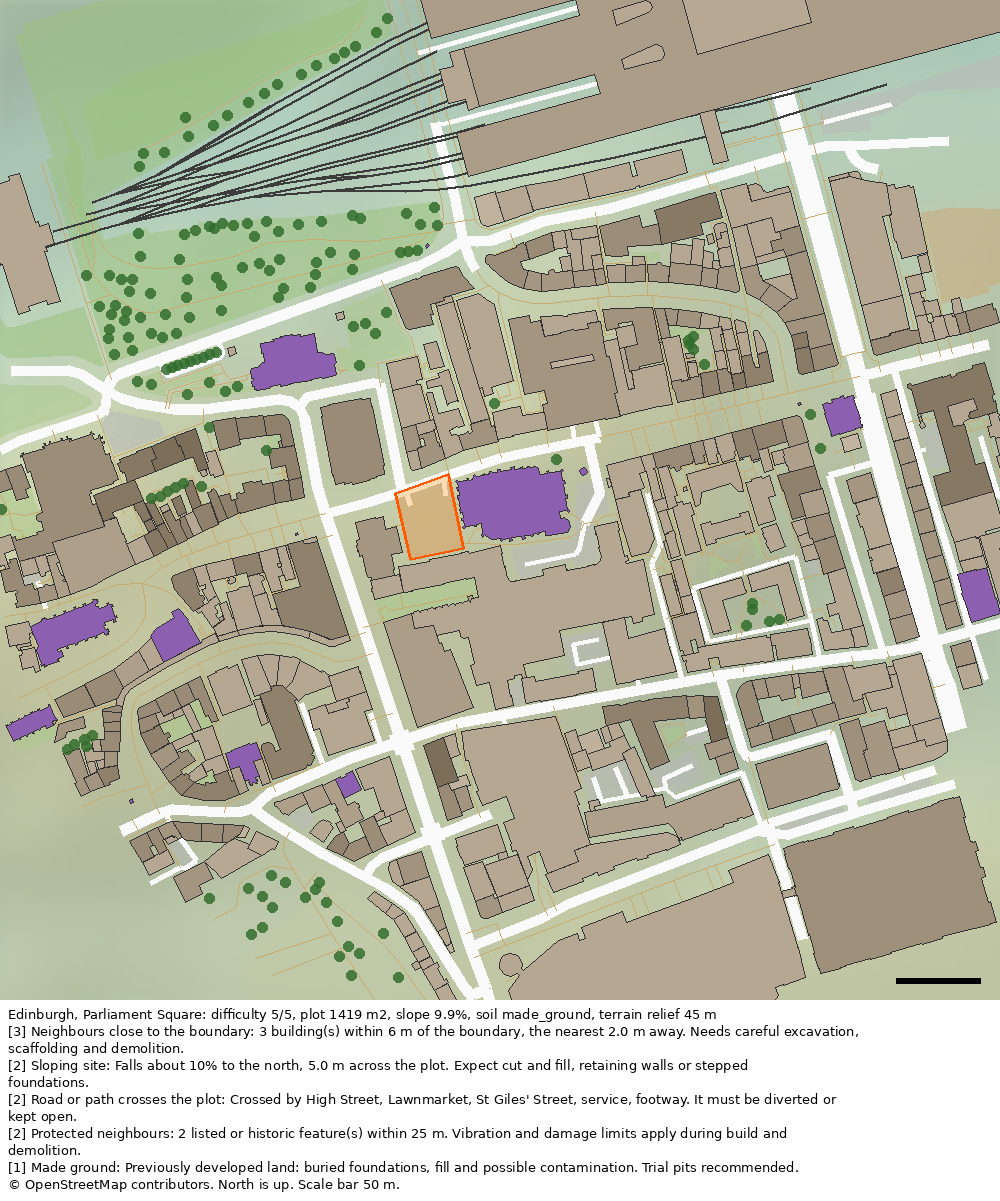 Edinburgh, Parliament Square: difficulty 5/5, plot 1419 m2, slope 9.9%, soil made_ground, terrain relief 45 m
[3] Neighbours close to the boundary: 3 building(s) within 6 m of the boundary, the nearest 2.0 m away. Needs careful excavation,
scaffolding and demolition.
[2] Sloping site: Falls about 10% to the north, 5.0 m across the plot. Expect cut and fill, retaining walls or stepped
foundations.
[2] Road or path crosses the plot: Crossed by High Street, Lawnmarket, St Giles' Street, service, footway. It must be diverted or
kept open.
[2] Protected neighbours: 2 listed or historic feature(s) within 25 m. Vibration and damage limits apply during build and
demolition.
[1] Made ground: Previously developed land: buried foundations, fill and possible contamination. Trial pits recommended.
© OpenStreetMap contributors. North is up. Scale bar 50 m.